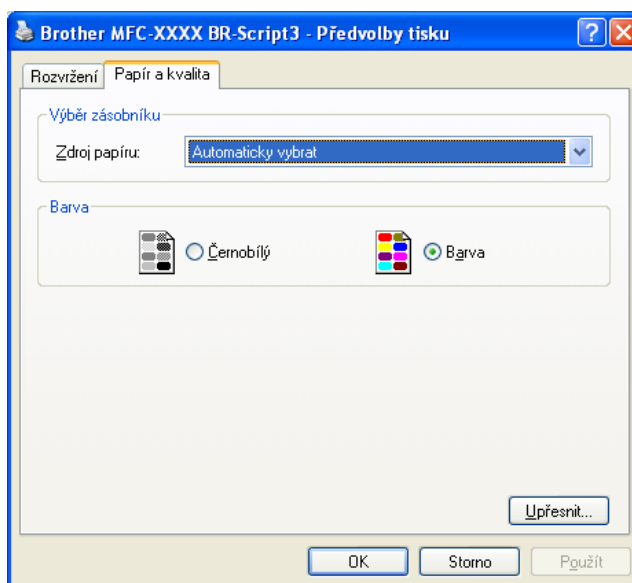 Brother MFC-XXXX BR-Script3 - Předvolby tisku
Rozvržení Papír a kvalita
Výběr zásobníku
Zdroj papíru: Automaticky vybrat
Barva
Černobílý Barva
Upřesnit...
OK Storno Použít